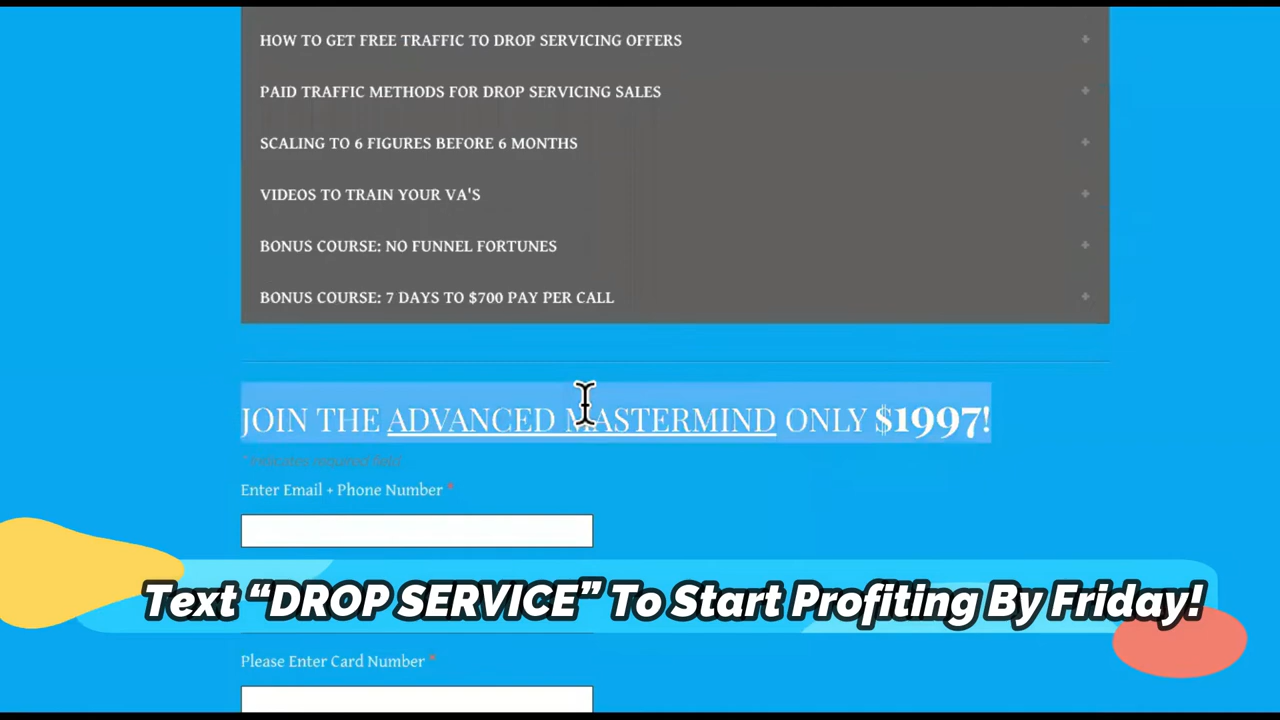 HOW TO GET FREE TRAFFIC TO DROP SERVICING OFFERS
PAID TRAFFIC METHODS FOR DROP SERVICING SALES
SCALING TO 6 FIGURES BEFORE 6 MONTHS
VIDEOS TO TRAIN YOUR VA'S
BONUS COURSE: NO FUNNEL FORTUNES
BONUS COURSE: 7 DAYS TO $700 PAY PER CALL
JOIN THE ADVANCED MASTERMIND ONLY $1997!
* Indicates required field
Enter Email + Phone Number *
Text “DROP SERVICE” To Start Profiting By Friday!
Please Enter Card Number *